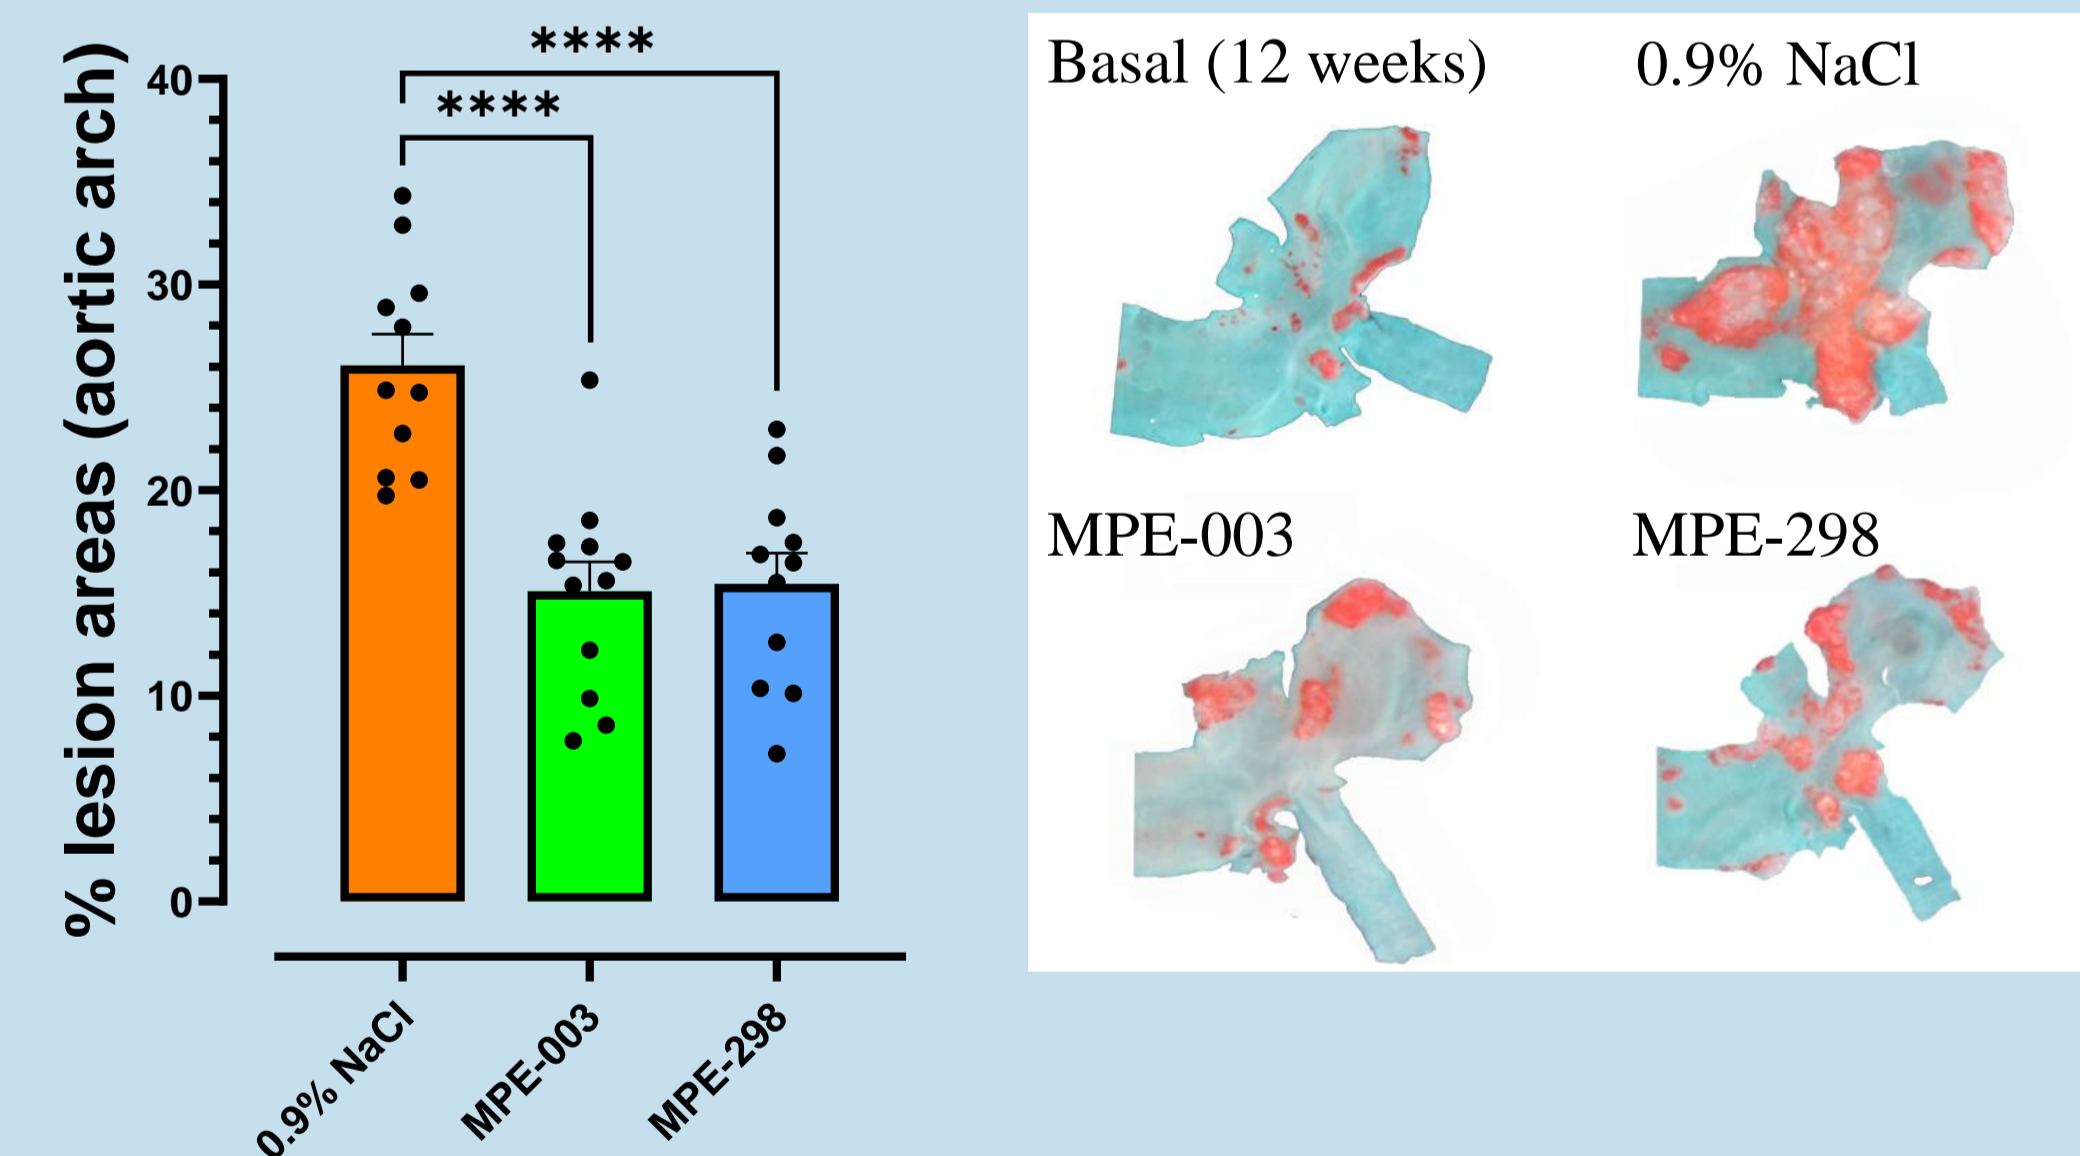 % lesion areas (aortic arch)
40
30
20
10
0
****
****
0.9% NaCl
MPE-003
MPE-298
Basal (12 weeks)
0.9% NaCl
MPE-003
MPE-298